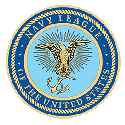 NAVY LEAGUE
OF THE UNITED STATES